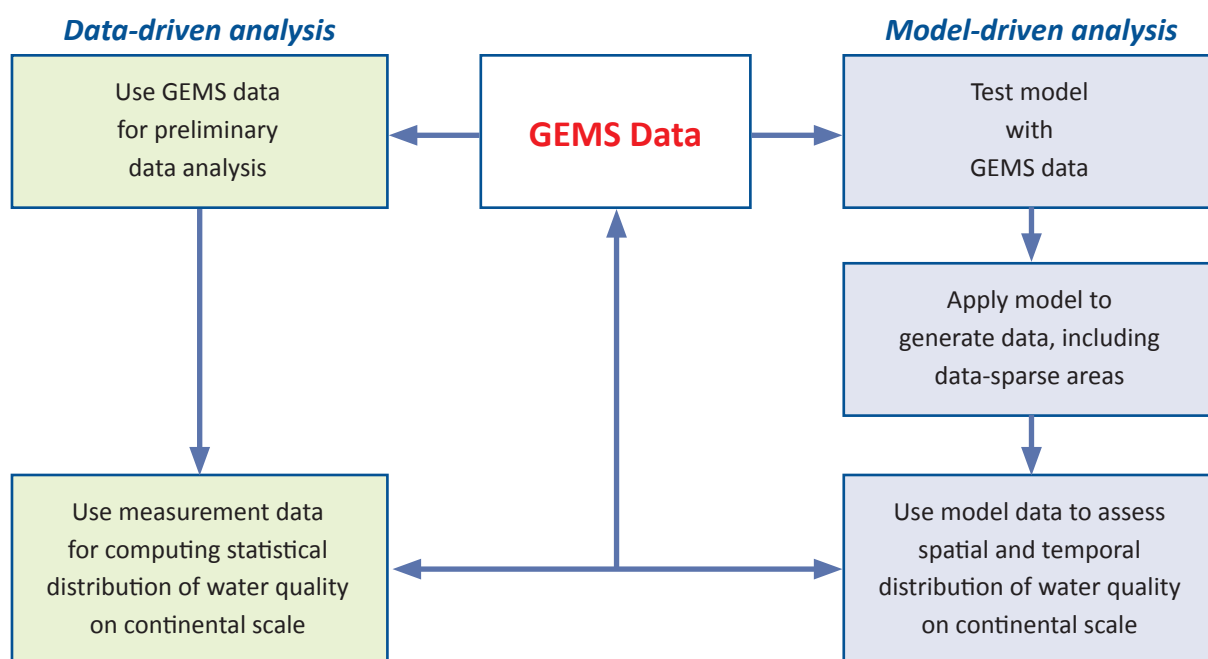 Data-driven analysis
Use GEMS data
for preliminary
data analysis
Use measurement data
for computing statistical
distribution of water quality
on continental scale
GEMS Data
Model-driven analysis
Test model
with
GEMS data
Apply model to
generate data, including
data-sparse areas
Use model data to assess
spatial and temporal
distribution of water quality
on continental scale